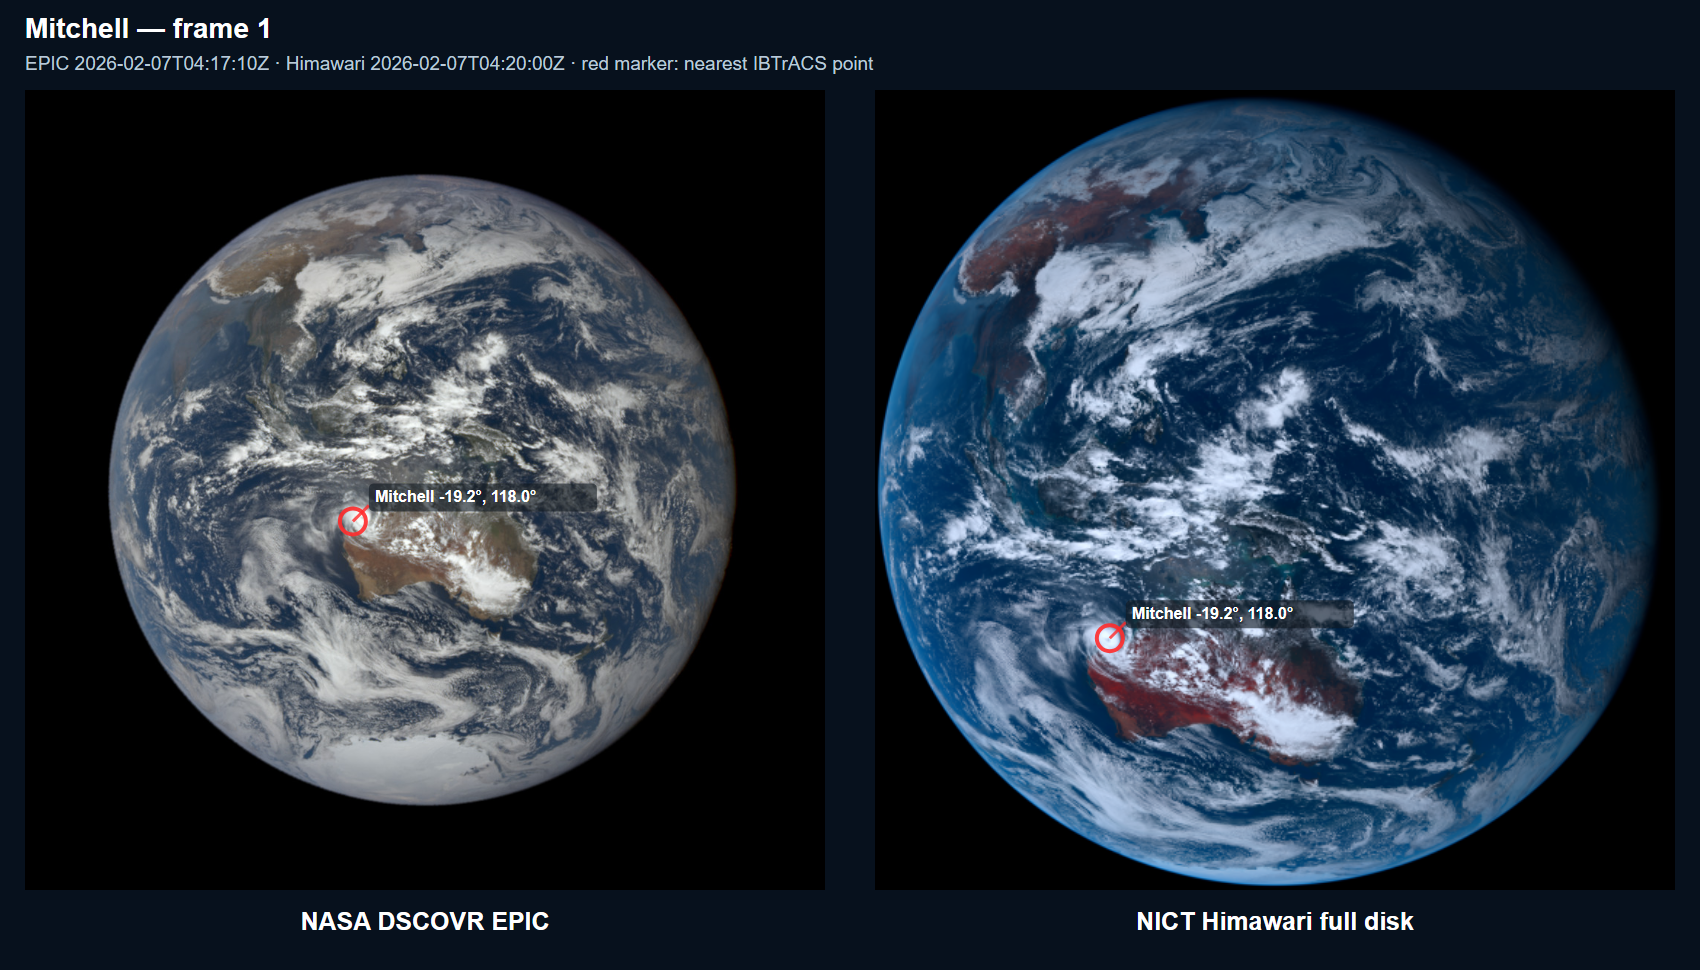 Mitchell — frame 1
EPIC 2026-02-07T04:17:10Z · Himawari 2026-02-07T04:20:00Z · red marker: nearest IBTrACS point
Mitchell -19.2°, 118.0°
Mitchell -19.2°, 118.0°
NASA DSCOVR EPIC
NICT Himawari full disk